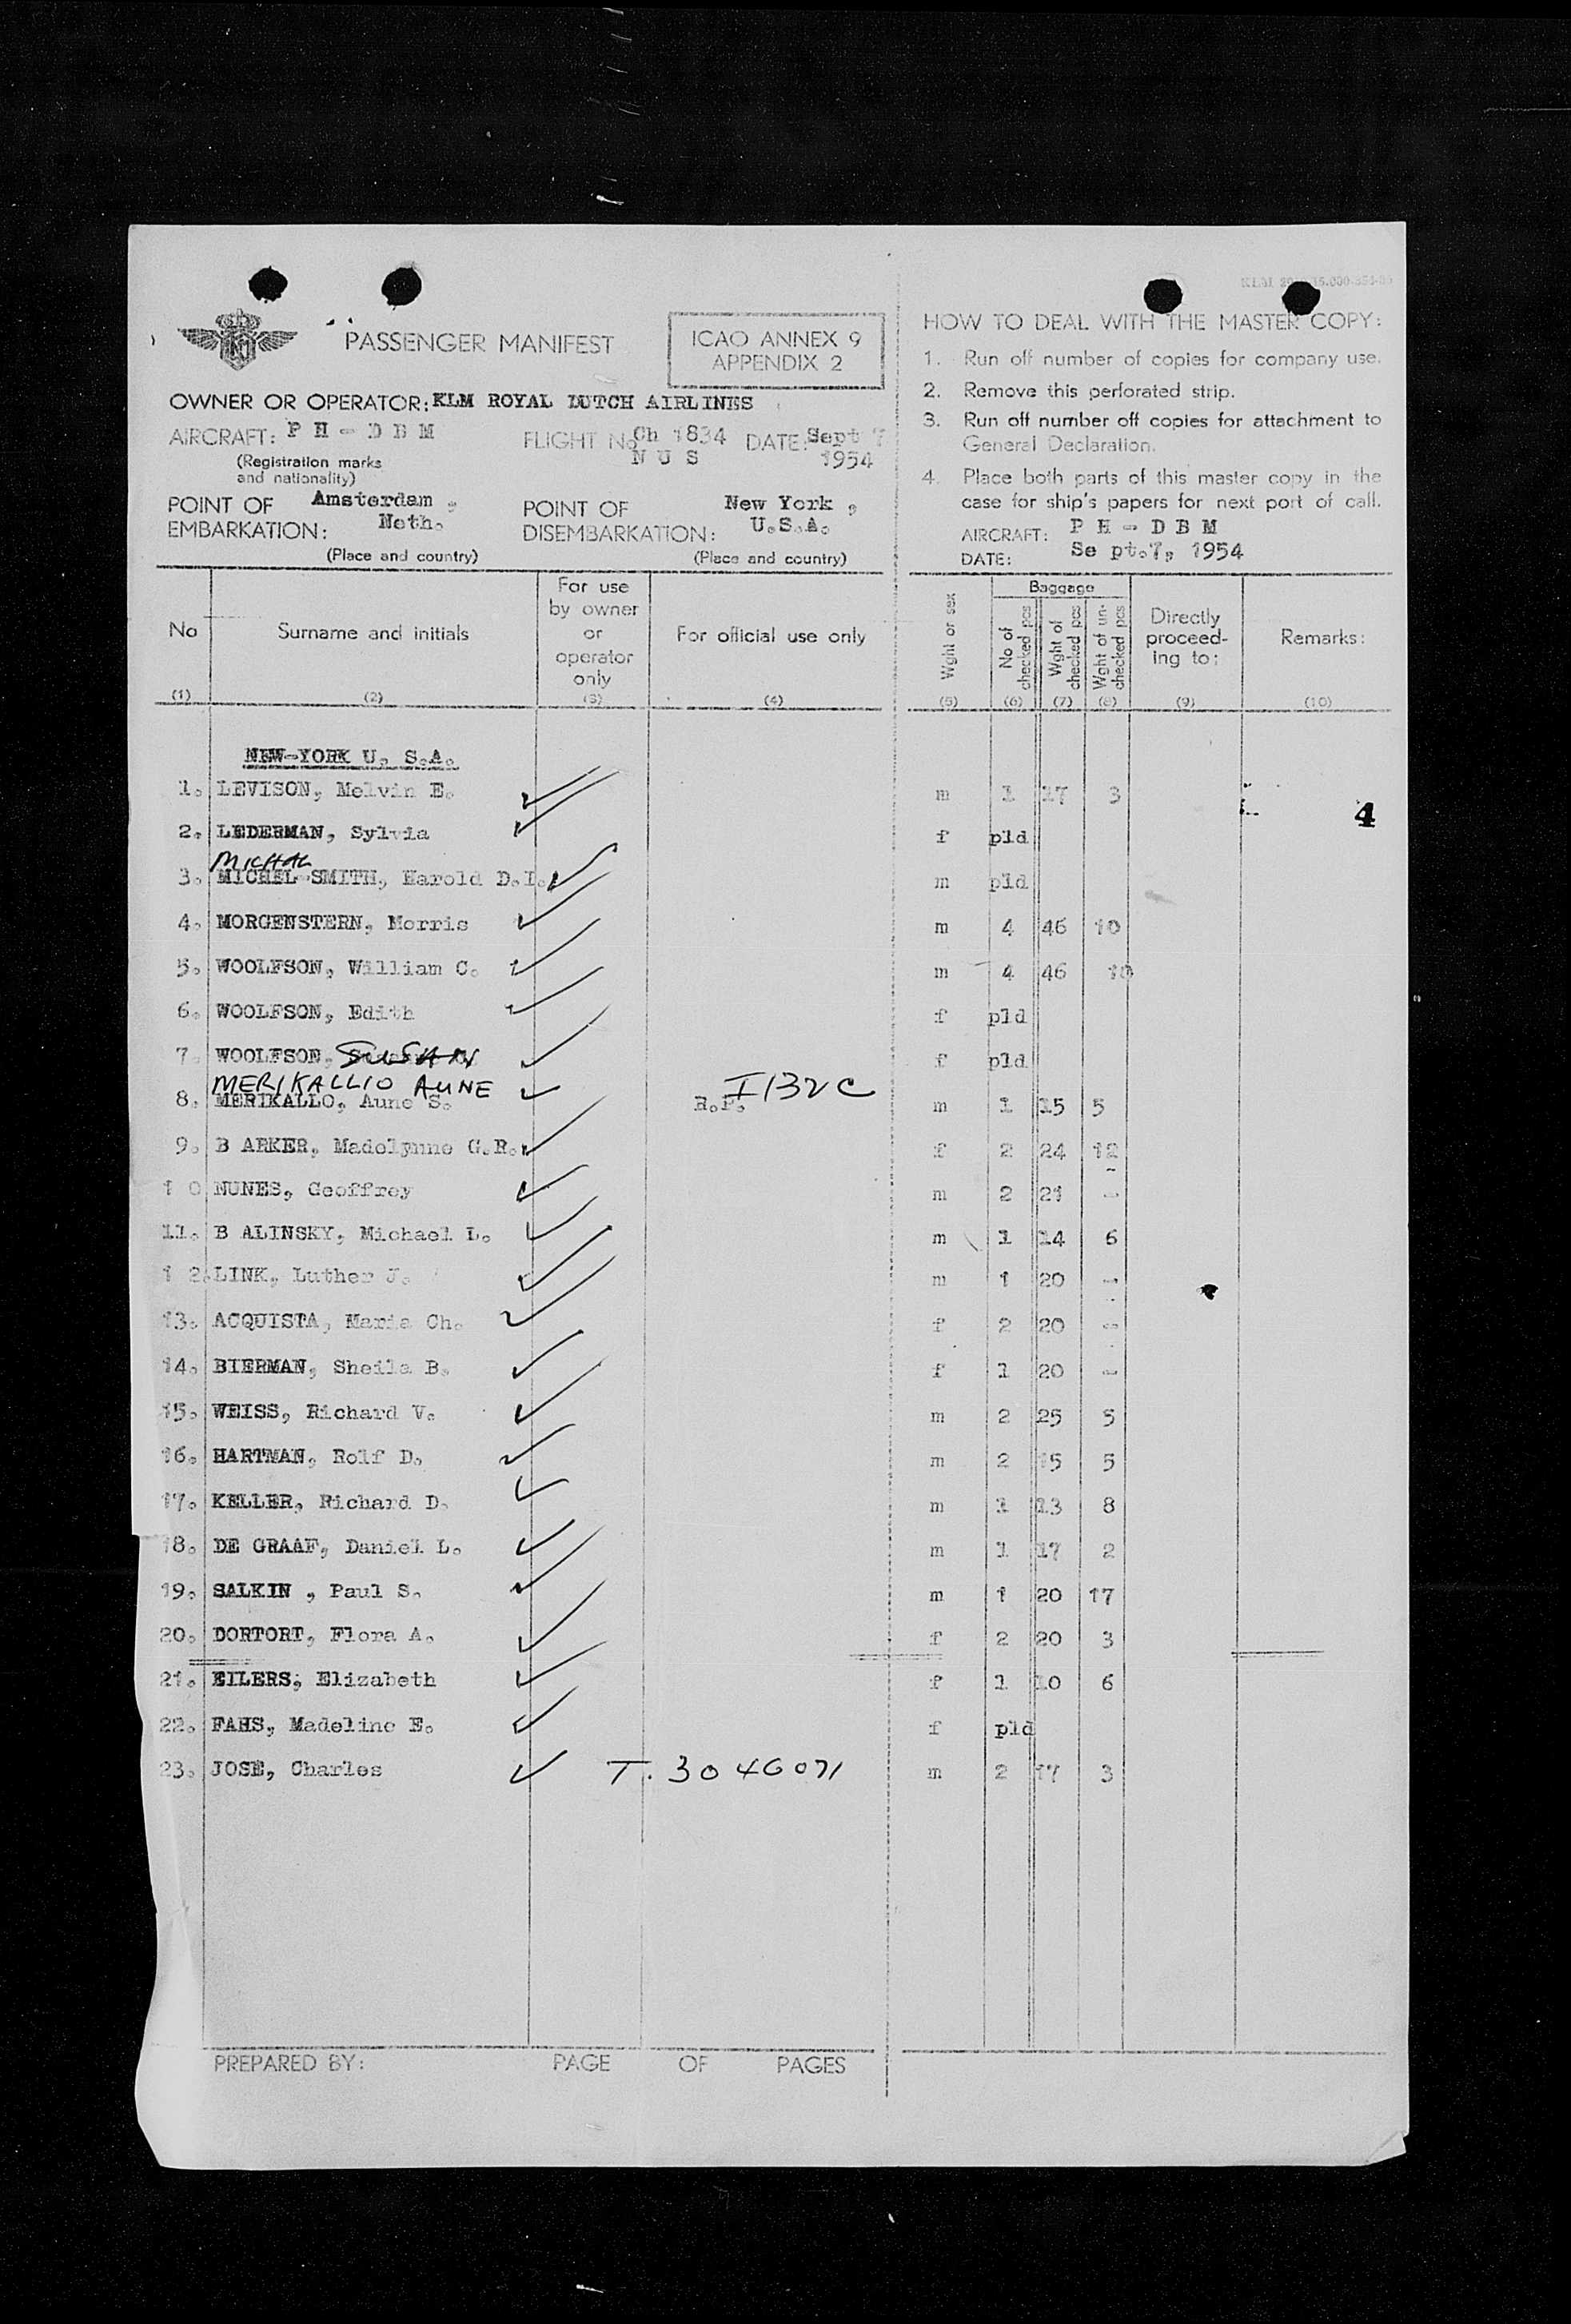 PASSENGER MANIFEST
ICAO ANNEX 9
APPENDIX 2
OWNER OR OPERATOR: KLM ROYAL DUTCH AIRLINES
AIRCRAFT: P H - D B M
(Registration marks
and nationality)
FLIGHT No Ch 1834
N U S
DATE: Sept 7
1954
POINT OF
EMBARKATION:
Amsterdam,
Neth.
(Place and country)
POINT OF
DISEMBARKATION:
New York,
U.S.A.
(Place and country)
HOW TO DEAL WITH THE MASTER COPY:
1. Run off number of copies for company use.
2. Remove this perforated strip.
3. Run off number off copies for attachment to
General Declaration.
4. Place both parts of this master copy in the
case for ship's papers for next port of call.
AIRCRAFT: P H - D B M
DATE: Se pt.7, 1954
No
(1)
Surname and initials
(2)
For use
by owner
or
operator
only
(3)
For official use only
(4)
Wght or sex
(5)
Baggage
No of
checked pcs
(6)
Wght of
checked pcs
(7)
Wght of un-
checked pcs
(8)
Directly
proceed-
ing to:
(9)
Remarks:
(10)
NEW-YORK U. S.A.
1. LEVISON, Melvin E. m 1 17 3
4
2. LEDERMAN, Sylvia f pld
MICHAL
3. MICHEL-SMITH, Harold D.I. m pld
4. MORGENSTERN, Morris m 4 46 10
5. WOOLFSON, William C. m 4 46 10
6. WOOLFSON, Edith f pld
7. WOOLFSON, SUSAN f pld
MERIKALLIO AUNE I132C
8. MERIKALLO, Aune S. R.P. m 1 15 5
9. B ARKER, Madolynne G.R. f 2 24 12
1 0 NUNES, Geoffrey m 2 21 -
11. B ALINSKY, Michael L. m 1 14 6
1 2. LINK, Luther J. m 1 20 -
13. ACQUISTA, Maria Ch. f 2 20 -
14. BIERMAN, Sheila B. f 1 20 -
15. WEISS, Richard V. m 2 25 5
16. HARTMAN, Rolf D. m 2 15 5
17. KELLER, Richard D. m 1 13 8
18. DE GRAAF, Daniel L. m 1 17 2
19. SALKIN , Paul S. m 1 20 17
20. DORTORT, Flora A. f 2 20 3
21. EILERS, Elizabeth f 1 10 6
22. FAHS, Madeline E. f pld
23. JOSE, Charles T. 3046071 m 2 17 3
PREPARED BY: PAGE OF PAGES